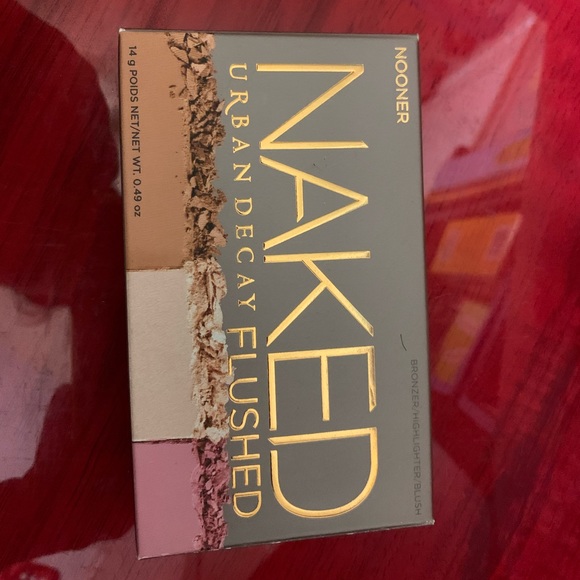 NOONER
BRONZER/HIGHLIGHTER/BLUSH
NAKED
URBAN DECAY FLUSHED
14 g POIDS NET/NET WT. 0.49 oz